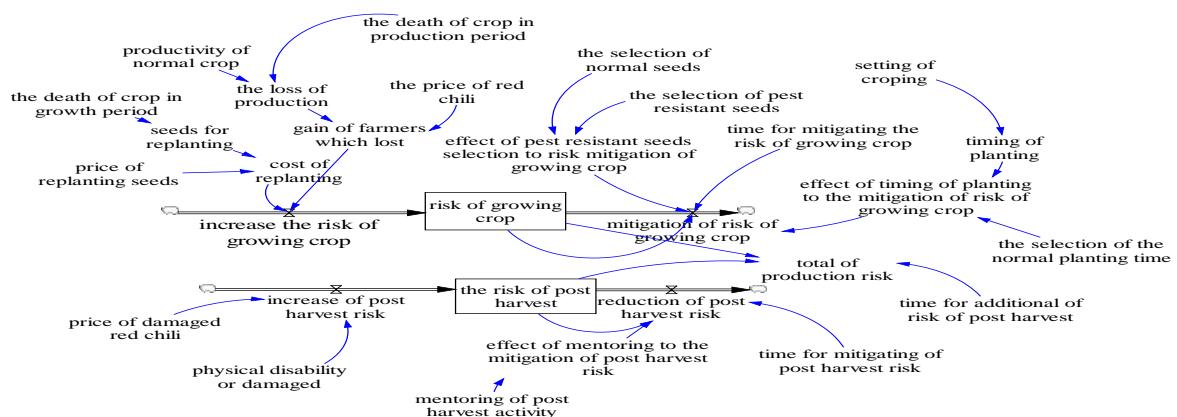 the death of crop in
production period
productivity of
normal crop
the selection of
normal seeds
setting of
croping
the death of crop in
growth period
the loss of
production
the price of red
chili
the selection of pest
resistant seeds
seeds for
replanting
gain of farmers
which lost
effect of pest resistant seeds
selection to risk mitigation of
growing crop
time for mitigating the
risk of growing crop
timing of
planting
price of
replanting seeds
cost of
replanting
effect of timing of planting
to the mitigation of risk of
growing crop
increase the risk of
growing crop
risk of growing
crop
mitigation of risk of
growing crop
the selection of the
normal planting time
total of
production risk
increase of post
harvest risk
the risk of post
harvest
reduction of post
harvest risk
time for additional of
risk of post harvest
price of damaged
red chili
physical disability
or damaged
effect of mentoring to the
mitigation of post harvest
risk
time for mitigating of
post harvest risk
mentoring of post
harvest activity